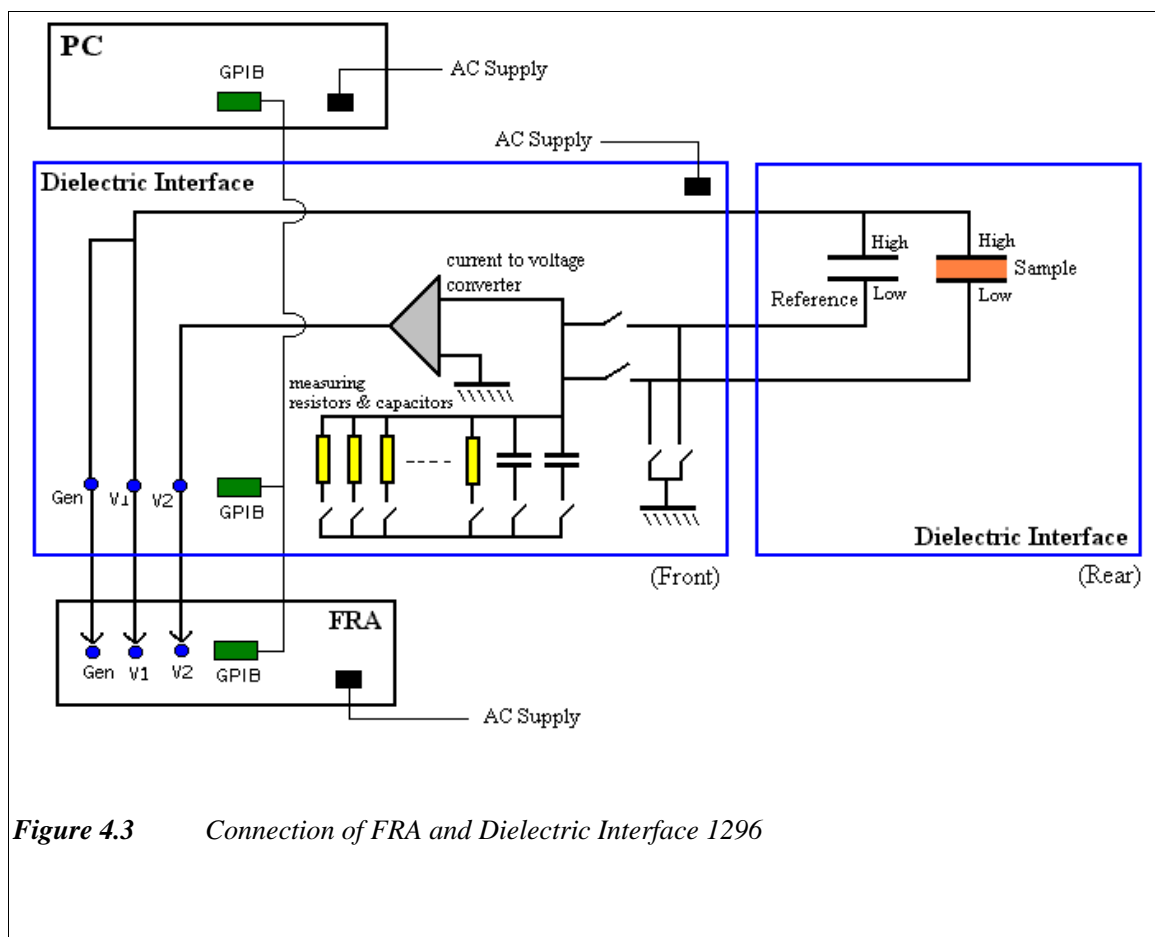 PC
GPIB
AC Supply
AC Supply
Dielectric Interface
current to voltage
converter
High
Low
Reference
High
Low
Sample
measuring
resistors & capacitors
Gen
V1
V2
GPIB
Dielectric Interface
(Front)
(Rear)
FRA
Gen
V1
V2
GPIB
AC Supply
Figure 4.3 Connection of FRA and Dielectric Interface 1296